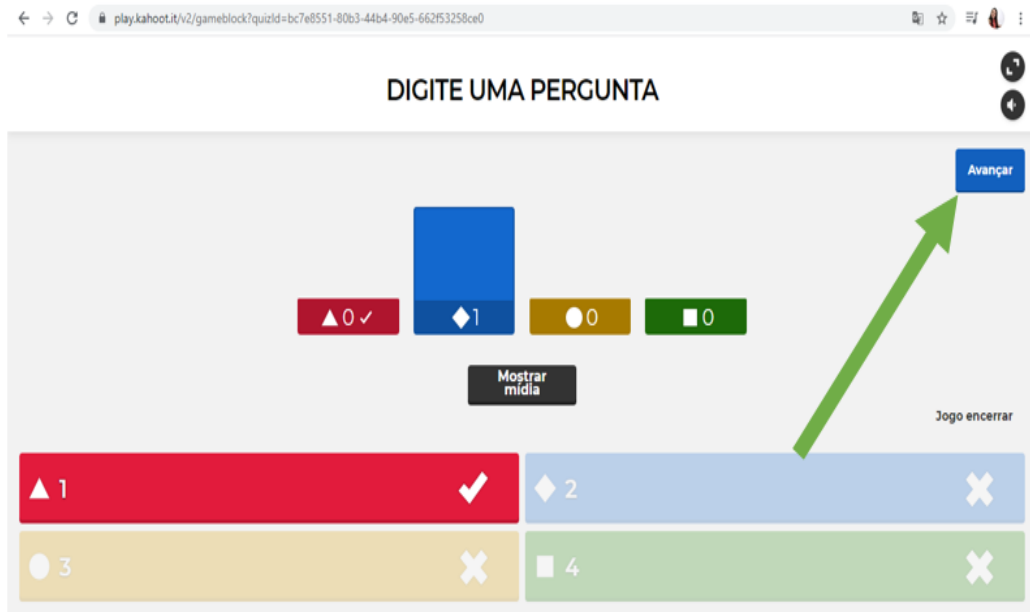 play.kahoot.it/v2/gameblock?quizId=bc7e8551-80b3-44b4-90e5-662f53258ce0
DIGITE UMA PERGUNTA
Avançar
0 1 0 0
Mostrar
mídia
Jogo encerrar
1 2
3 4